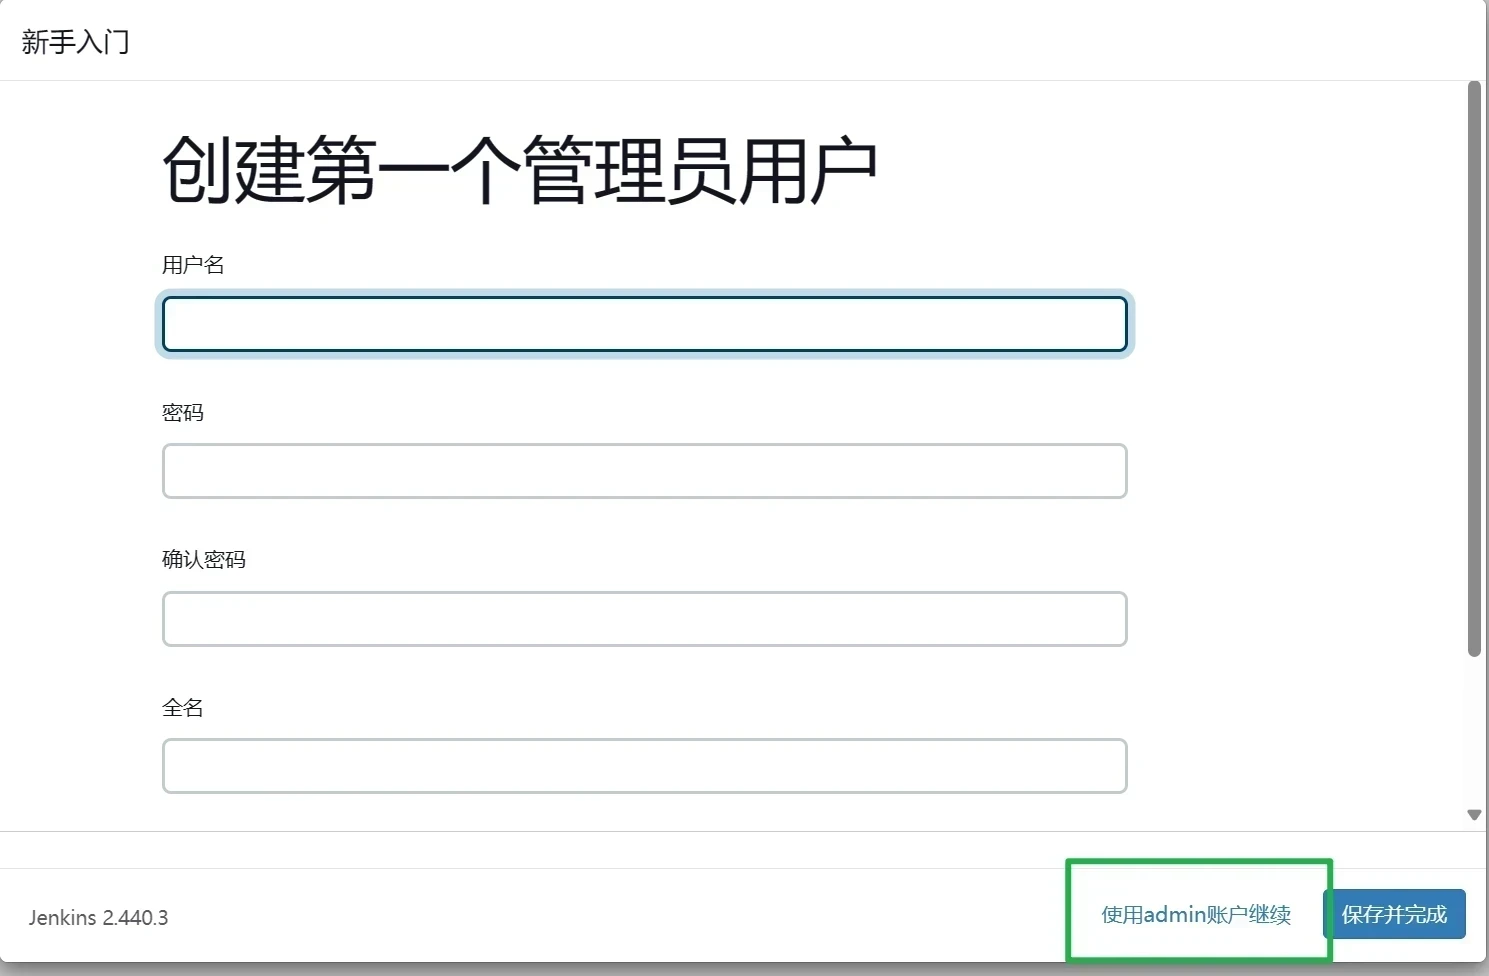 新手入门
创建第一个管理员用户
用户名
密码
确认密码
全名
Jenkins 2.440.3
使用admin账户继续
保存并完成